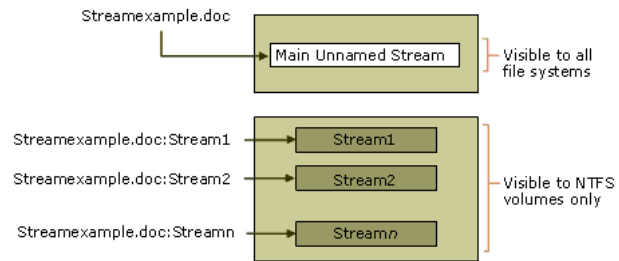 Streamexample.doc
Main Unnamed Stream
Visible to all
file systems
Streamexample.doc:Stream1
Stream1
Streamexample.doc:Stream2
Stream2
Visible to NTFS
volumes only
Streamexample.doc:Streamn
Streamn